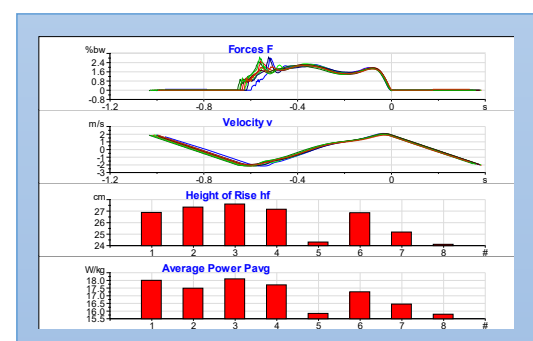 Forces F
%bw
2.4
1.6
0.8
0
-0.8
-1.2 -0.8 -0.4 0 s
Velocity v
m/s
2
1
0
-1
-2
-3
-1.2 -0.8 -0.4 0 s
Height of Rise hf
cm
27
26
25
24
1 2 3 4 5 6 7 8 #
Average Power Pavg
W/kg
18.0
17.5
17.0
16.5
16.0
15.5
1 2 3 4 5 6 7 8 #